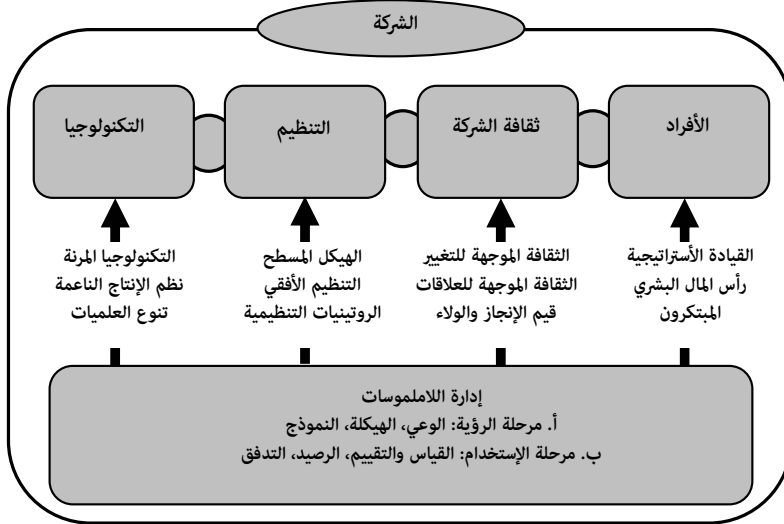 الشركة
الأفراد
ثقافة الشركة
التنظيم
التكنولوجيا
القيادة الأستراتيجية
رأس المال البشري
المبتكرون
الثقافة الموجهة للتغيير
الثقافة الموجهة للعلاقات
قيم الإنجاز والولاء
الهيكل المسطح
التنظيم الأفقي
الروتينيات التنظيمية
التكنولوجيا المرنة
نظم الإنتاج الناعمة
تنوع العلميات
إدارة اللاملموسات
أ. مرحلة الرؤية: الوعي، الهيكلة، النموذج
ب. مرحلة الإستخدام: القياس والتقييم، الرصيد، التدفق